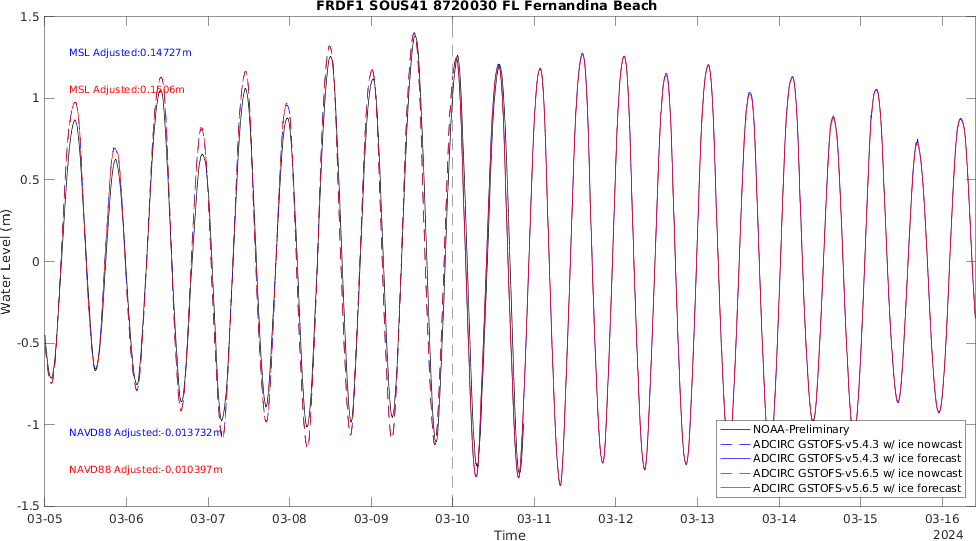 FRDF1 SOUS41 8720030 FL Fernandina Beach
1.5
1
0.5
0
-0.5
-1
-1.5
Water Level (m)
MSL Adjusted:0.14727m
MSL Adjusted:0.1506m
NAVD88 Adjusted:-0.013732m
NAVD88 Adjusted:-0.010397m
NOAA-Preliminary
ADCIRC GSTOFS-v5.4.3 w/ ice nowcast
ADCIRC GSTOFS-v5.4.3 w/ ice forecast
ADCIRC GSTOFS-v5.6.5 w/ ice nowcast
ADCIRC GSTOFS-v5.6.5 w/ ice forecast
03-05 03-06 03-07 03-08 03-09 03-10 03-11 03-12 03-13 03-14 03-15 03-16
Time
2024